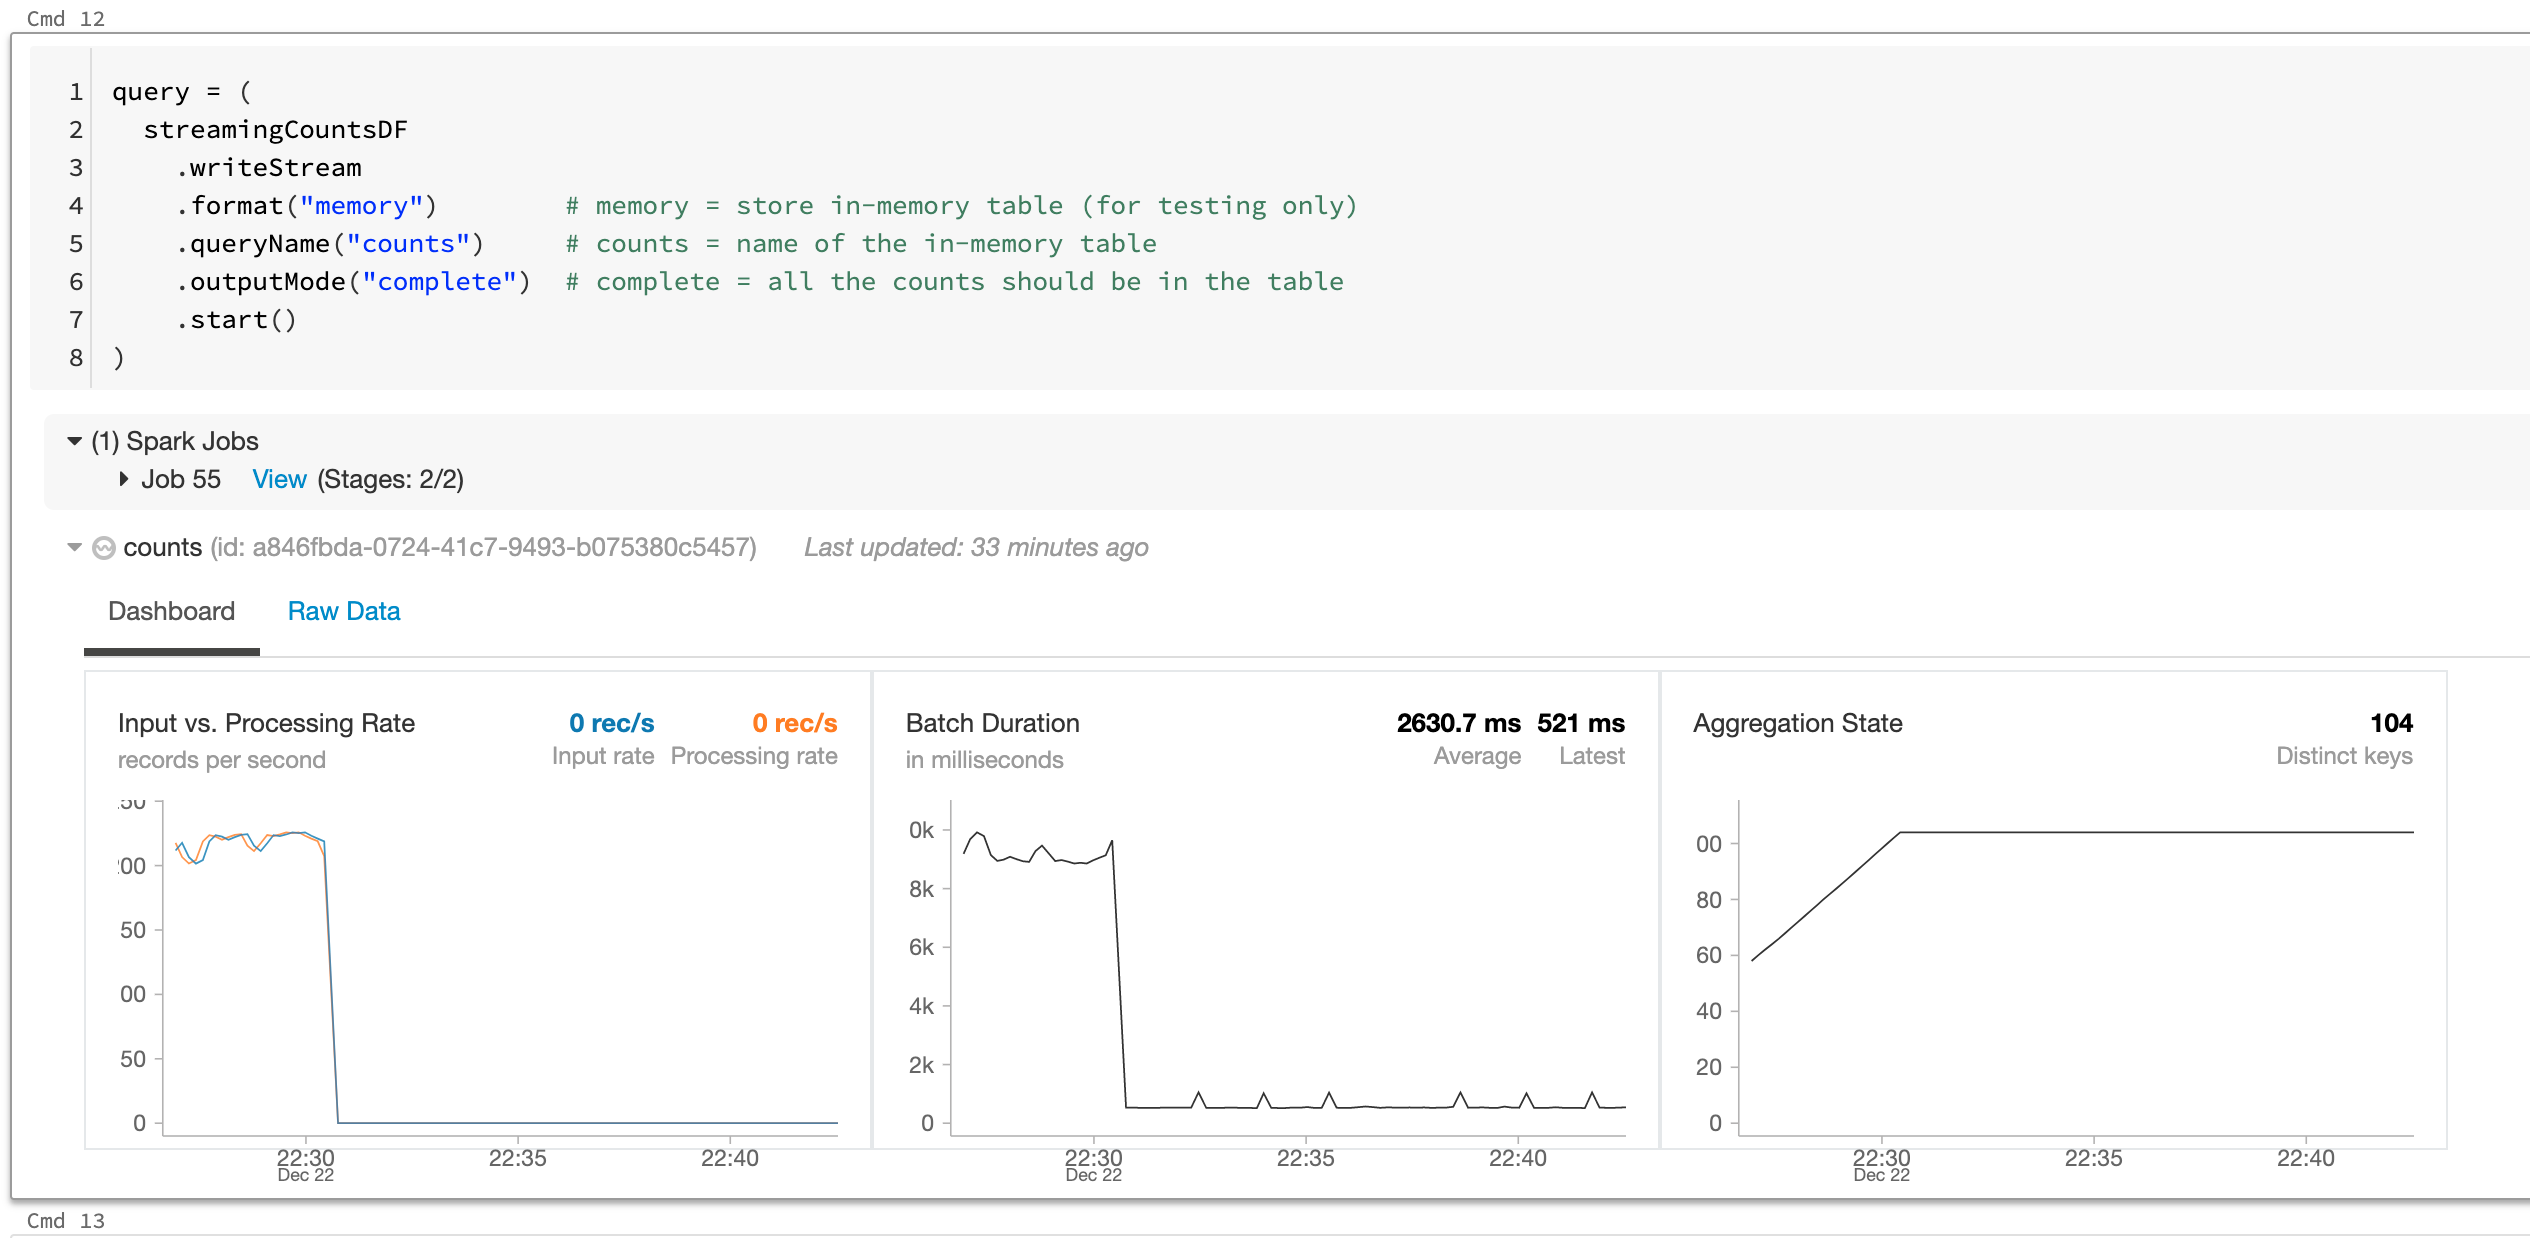 Cmd 12
1 query = (
2   streamingCountsDF
3     .writeStream
4     .format("memory")        # memory = store in-memory table (for testing only)
5     .queryName("counts")     # counts = name of the in-memory table
6     .outputMode("complete")  # complete = all the counts should be in the table
7     .start()
8 )
(1) Spark Jobs
Job 55 View (Stages: 2/2)
counts (id: a846fbda-0724-41c7-9493-b075380c5457) Last updated: 33 minutes ago
Dashboard Raw Data
Input vs. Processing Rate
records per second
0 rec/s
Input rate
0 rec/s
Processing rate
50
00
50
00
50
0
22:30 22:35 22:40
Dec 22
Batch Duration
in milliseconds
2630.7 ms
Average
521 ms
Latest
0k
8k
6k
4k
2k
0
22:30 22:35 22:40
Dec 22
Aggregation State
104
Distinct keys
00
80
60
40
20
0
22:30 22:35 22:40
Dec 22
Cmd 13